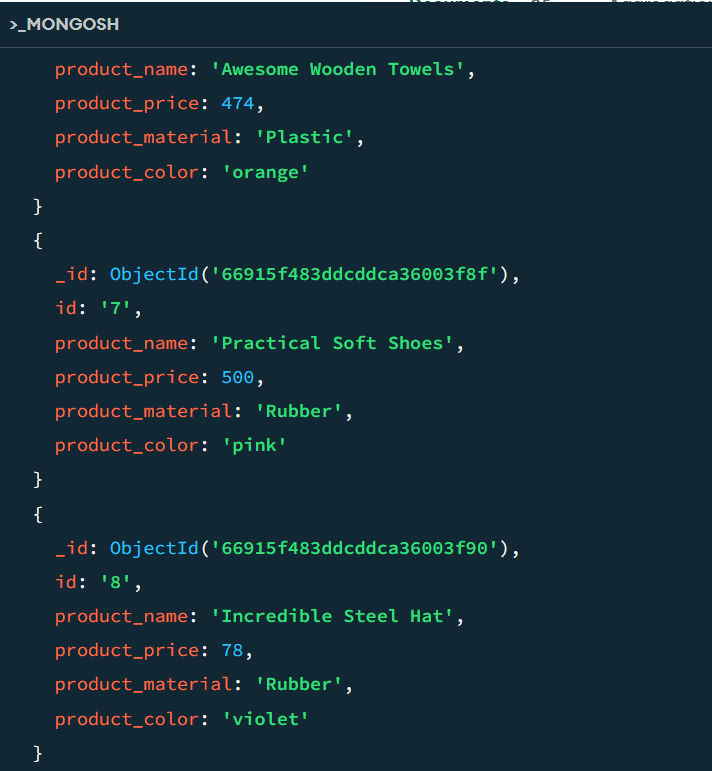 >_MONGOSH
product_name: 'Awesome Wooden Towels',
product_price: 474,
product_material: 'Plastic',
product_color: 'orange'
}
{
_id: ObjectId('66915f483ddcddca36003f8f'),
id: '7',
product_name: 'Practical Soft Shoes',
product_price: 500,
product_material: 'Rubber',
product_color: 'pink'
}
{
_id: ObjectId('66915f483ddcddca36003f90'),
id: '8',
product_name: 'Incredible Steel Hat',
product_price: 78,
product_material: 'Rubber',
product_color: 'violet'
}